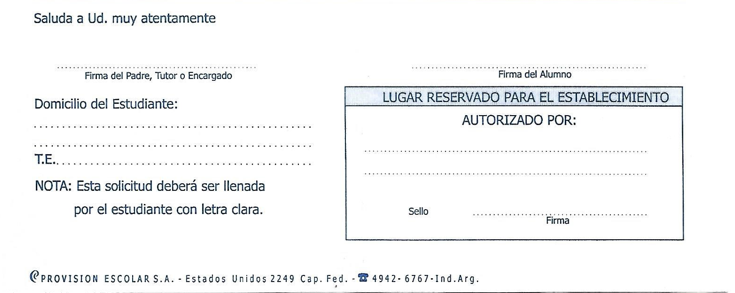 Saluda a Ud. muy atentamente
Firma del Padre, Tutor o Encargado
Firma del Alumno
Domicilio del Estudiante:
T.E.
NOTA: Esta solicitud deberá ser llenada
por el estudiante con letra clara.
LUGAR RESERVADO PARA EL ESTABLECIMIENTO
AUTORIZADO POR:
Sello
Firma
PROVISION ESCOLAR S.A. - Estados Unidos 2249 Cap. Fed. - ☎ 4942-6767-Ind.Arg.